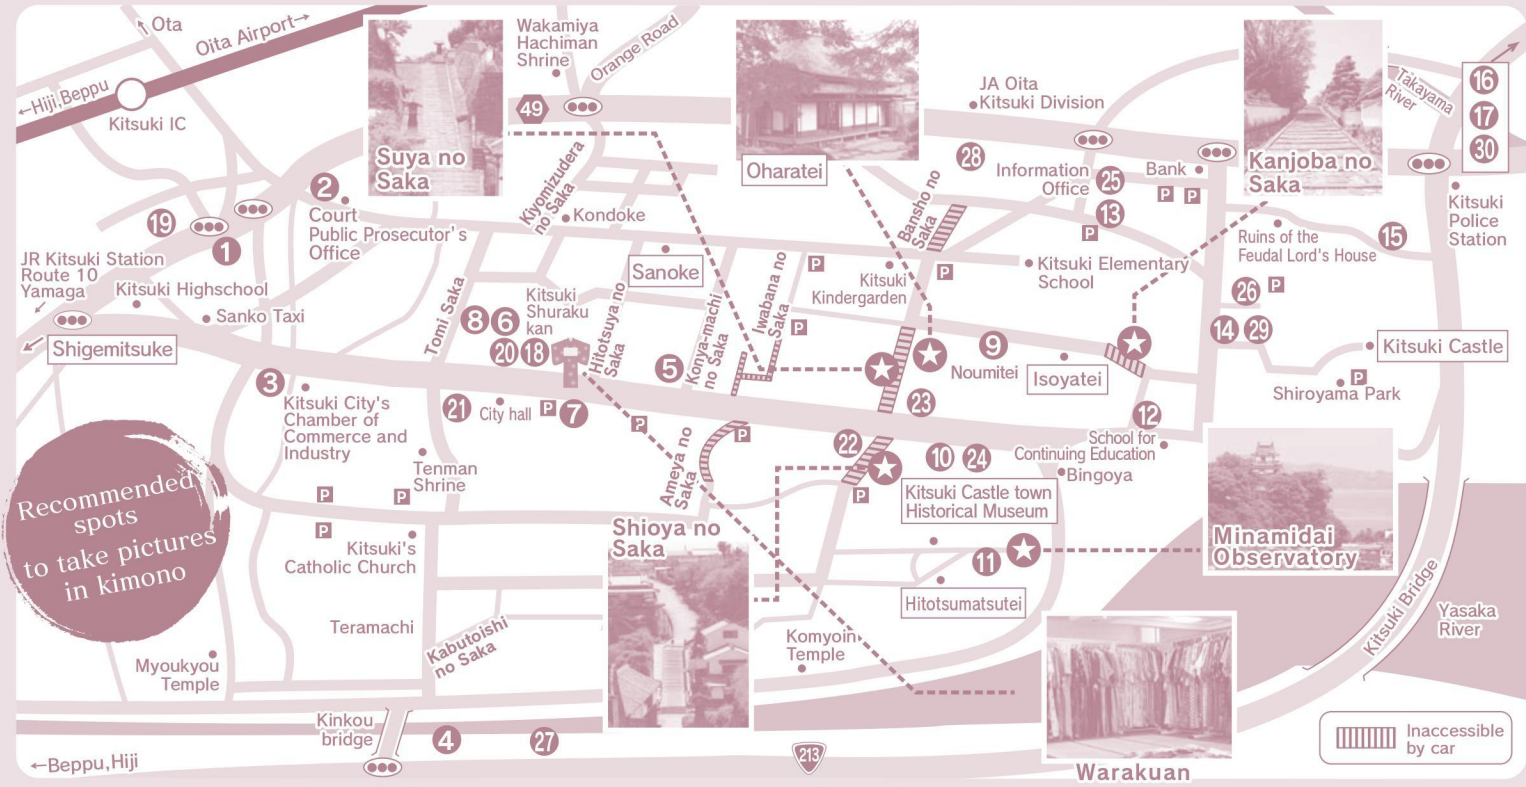 Ota
Oita Airport
Hiji,Beppu
Kitsuki IC
Wakamiya
Hachiman
Shrine
Orange Road
49
Suya no
Saka
Oharatei
JA Oita
Kitsuki Division
28
Information
Office
25
13
P
Bank
P
P
Kanjoba no
Saka
Takayama
River
16
17
30
Kitsuki
Police
Station
2
Court
Public Prosecutor's
Office
19
1
JR Kitsuki Station
Route 10
Yamaga
Kitsuki Highschool
Sanko Taxi
Shigemitsuke
Kiyomizudera
no Saka
Kondoke
Sanoke
Bansho no
Saka
P
P
Kitsuki
Kindergarden
Kitsuki Elementary
School
Ruins of the
Feudal Lord's House
15
26
P
14
29
Kitsuki Castle
Shiroyama Park
P
Tomi Saka
8
6
20
18
Kitsuki
Shuraku
kan
Hitotsuya no
Saka
5
Konya-machi
no Saka
Iwabana no
Saka
P
9
Noumitei
Isoyatei
23
12
School for
Continuing Education
Bingoya
3
Kitsuki City's
Chamber of
Commerce and
Industry
21
City hall
P
7
P
P
Ameya no
Saka
22
10
24
P
Kitsuki Castle town
Historical Museum
Tenman
Shrine
P
P
P
Kitsuki's
Catholic Church
Recommended
spots
to take pictures
in kimono
Shioya no
Saka
11
Hitotsumatsutei
Minamidai
Observatory
Kitsuki Bridge
Yasaka
River
Teramachi
Kabutoishi
no Saka
Myoukyou
Temple
Komyoin
Temple
Kinkou
bridge
4
27
213
Beppu,Hiji
Warakuan
Inaccessible
by car